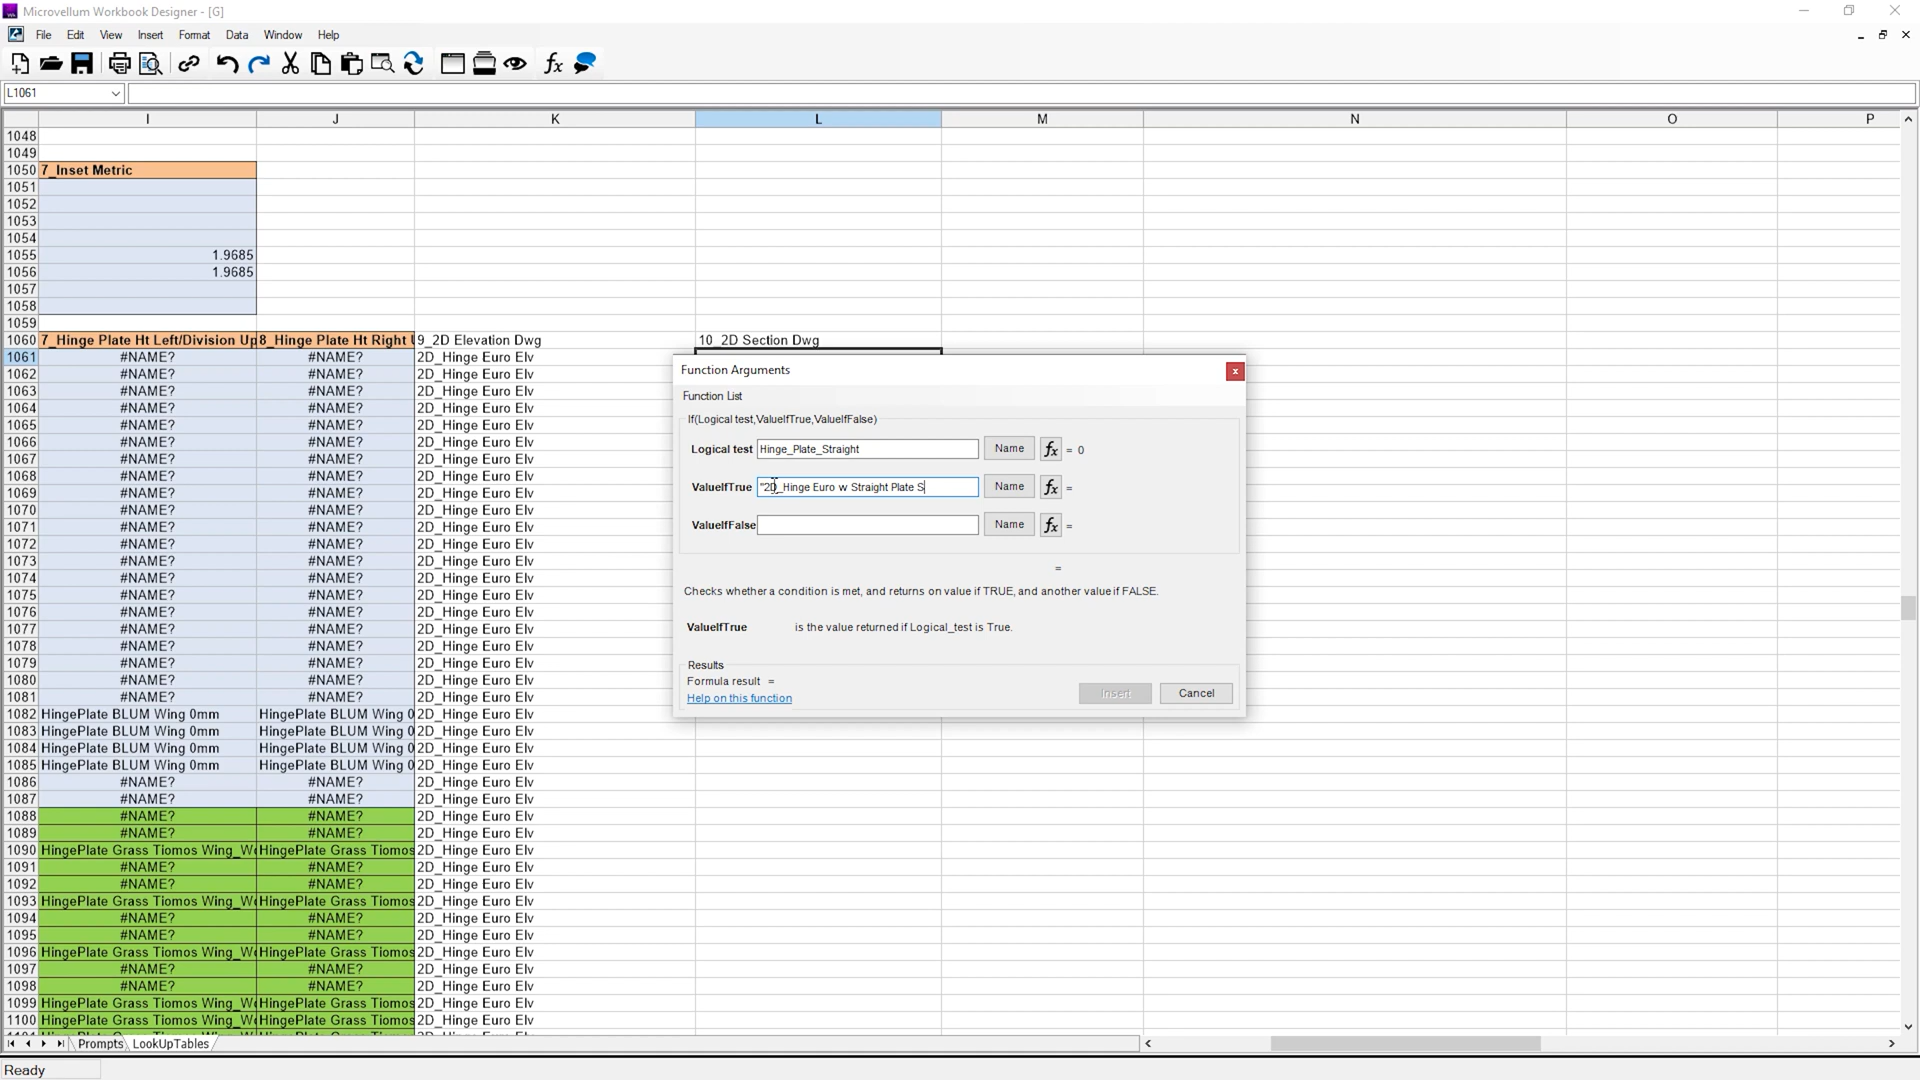 Microvellum Workbook Designer - [G]
File Edit View Insert Format Data Window Help
L1061
I J K L M N O P
1048
1049
1050 7_Inset Metric
1051
1052
1053
1054
1055 1.9685
1056 1.9685
1057
1058
1059
1060 7_Hinge Plate Ht Left/Division Up 8_Hinge Plate Ht Right U 9_2D Elevation Dwg 10_2D Section Dwg
1061 #NAME? #NAME? 2D_Hinge Euro Elv
1062 #NAME? #NAME? 2D_Hinge Euro Elv
1063 #NAME? #NAME? 2D_Hinge Euro Elv
1064 #NAME? #NAME? 2D_Hinge Euro Elv
1065 #NAME? #NAME? 2D_Hinge Euro Elv
1066 #NAME? #NAME? 2D_Hinge Euro Elv
1067 #NAME? #NAME? 2D_Hinge Euro Elv
1068 #NAME? #NAME? 2D_Hinge Euro Elv
1069 #NAME? #NAME? 2D_Hinge Euro Elv
1070 #NAME? #NAME? 2D_Hinge Euro Elv
1071 #NAME? #NAME? 2D_Hinge Euro Elv
1072 #NAME? #NAME? 2D_Hinge Euro Elv
1073 #NAME? #NAME? 2D_Hinge Euro Elv
1074 #NAME? #NAME? 2D_Hinge Euro Elv
1075 #NAME? #NAME? 2D_Hinge Euro Elv
1076 #NAME? #NAME? 2D_Hinge Euro Elv
1077 #NAME? #NAME? 2D_Hinge Euro Elv
1078 #NAME? #NAME? 2D_Hinge Euro Elv
1079 #NAME? #NAME? 2D_Hinge Euro Elv
1080 #NAME? #NAME? 2D_Hinge Euro Elv
1081 #NAME? #NAME? 2D_Hinge Euro Elv
1082 HingePlate BLUM Wing 0mm HingePlate BLUM Wing 0 2D_Hinge Euro Elv
1083 HingePlate BLUM Wing 0mm HingePlate BLUM Wing 0 2D_Hinge Euro Elv
1084 HingePlate BLUM Wing 0mm HingePlate BLUM Wing 0 2D_Hinge Euro Elv
1085 HingePlate BLUM Wing 0mm HingePlate BLUM Wing 0 2D_Hinge Euro Elv
1086 #NAME? #NAME? 2D_Hinge Euro Elv
1087 #NAME? #NAME? 2D_Hinge Euro Elv
1088 #NAME? #NAME? 2D_Hinge Euro Elv
1089 #NAME? #NAME? 2D_Hinge Euro Elv
1090 HingePlate Grass Tiomos Wing_W HingePlate Grass Tiomos 2D_Hinge Euro Elv
1091 #NAME? #NAME? 2D_Hinge Euro Elv
1092 #NAME? #NAME? 2D_Hinge Euro Elv
1093 HingePlate Grass Tiomos Wing_W HingePlate Grass Tiomos 2D_Hinge Euro Elv
1094 #NAME? #NAME? 2D_Hinge Euro Elv
1095 #NAME? #NAME? 2D_Hinge Euro Elv
1096 HingePlate Grass Tiomos Wing_W HingePlate Grass Tiomos 2D_Hinge Euro Elv
1097 #NAME? #NAME? 2D_Hinge Euro Elv
1098 #NAME? #NAME? 2D_Hinge Euro Elv
1099 HingePlate Grass Tiomos Wing_W HingePlate Grass Tiomos 2D_Hinge Euro Elv
1100 HingePlate Grass Tiomos Wing_W HingePlate Grass Tiomos 2D_Hinge Euro Elv
Function Arguments
x
Function List
If(Logical test,ValueIfTrue,ValueIfFalse)
Logical test Hinge_Plate_Straight Name fx = 0
ValueIfTrue "2D_Hinge Euro w Straight Plate S Name fx =
ValueIfFalse Name fx =
=
Checks whether a condition is met, and returns on value if TRUE, and another value if FALSE.
ValueIfTrue is the value returned if Logical_test is True.
Results
Formula result =
Help on this function
Insert Cancel
Prompts LookUpTables
Ready